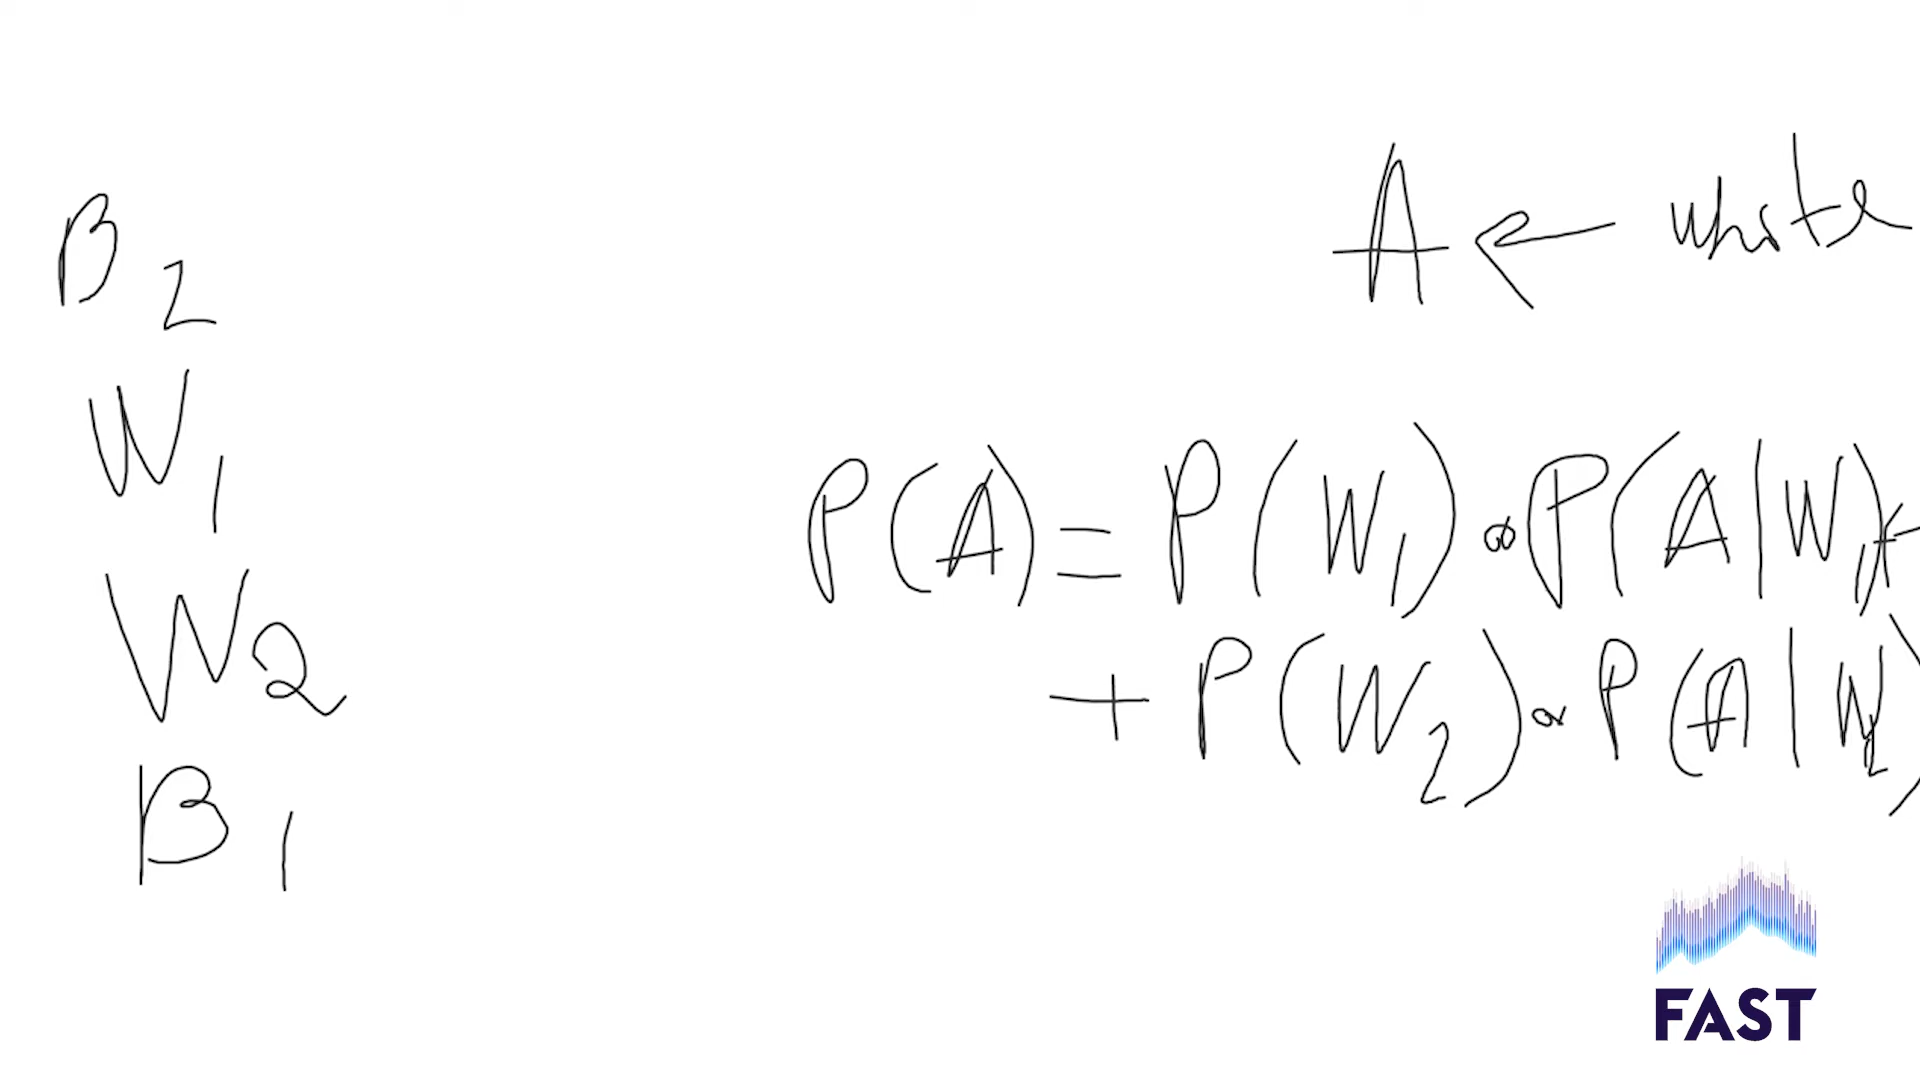 A ← white
B₂
W₁
P(A) = P(W₁) · P(A|W₁) +
+ P(W₂) · P(A|W₂)
W₂
B₁
FAST